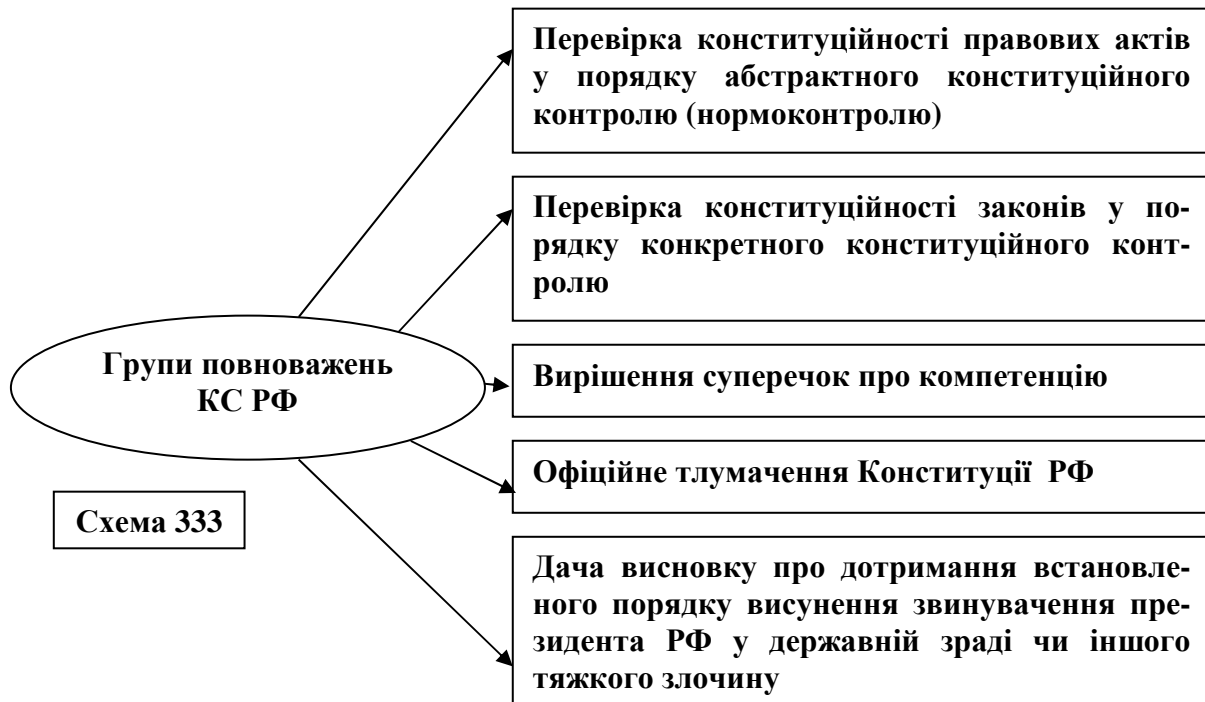 Перевірка конституційності правових актів
у порядку абстрактного конституційного
контролю (нормоконтролю)
Перевірка конституційності законів у по-
рядку конкретного конституційного конт-
ролю
Групи повноважень
КС РФ
Вирішення суперечок про компетенцію
Офіційне тлумачення Конституції РФ
Схема 333
Дача висновку про дотримання встановле-
ного порядку висунення звинувачення пре-
зидента РФ у державній зраді чи іншого
тяжкого злочину